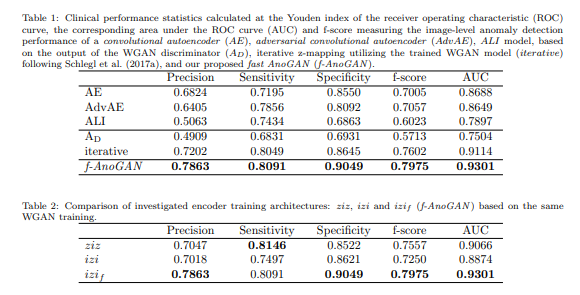 Table 1: Clinical performance statistics calculated at the Youden index of the receiver operating characteristic (ROC)
curve, the corresponding area under the ROC curve (AUC) and f-score measuring the image-level anomaly detection
performance of a convolutional autoencoder (AE), adversarial convolutional autoencoder (AdvAE), ALI model, based
on the output of the WGAN discriminator (A_D), iterative z-mapping utilizing the trained WGAN model (iterative)
following Schlegl et al. (2017a), and our proposed fast AnoGAN (f-AnoGAN).
Precision Sensitivity Specificity f-score AUC
AE 0.6824 0.7195 0.8550 0.7005 0.8688
AdvAE 0.6405 0.7856 0.8092 0.7057 0.8649
ALI 0.5063 0.7434 0.6863 0.6023 0.7897
A_D 0.4909 0.6831 0.6931 0.5713 0.7504
iterative 0.7202 0.8049 0.8645 0.7602 0.9114
f-AnoGAN 0.7863 0.8091 0.9049 0.7975 0.9301
Table 2: Comparison of investigated encoder training architectures: ziz, izi and izi_f (f-AnoGAN) based on the same
WGAN training.
Precision Sensitivity Specificity f-score AUC
ziz 0.7047 0.8146 0.8522 0.7557 0.9066
izi 0.7018 0.7497 0.8621 0.7250 0.8874
izi_f 0.7863 0.8091 0.9049 0.7975 0.9301